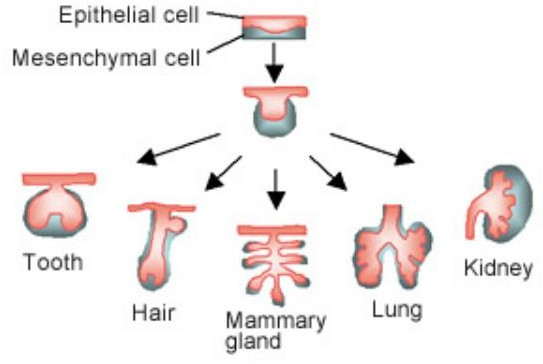 Epithelial cell
Mesenchymal cell
Tooth
Hair
Mammary
gland
Lung
Kidney